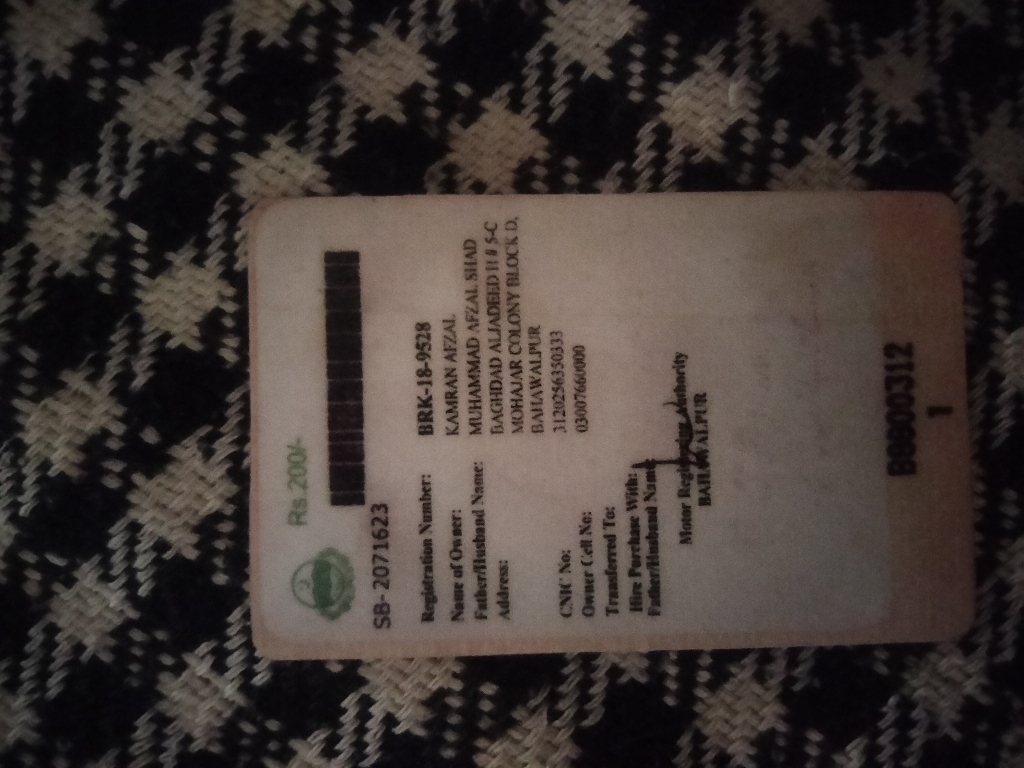 Rs 200/-
SB- 2071623
Registration Number: BRK-18-9528
Name of Owner: KAMRAN AFZAL
Father/Husband Name: MUHAMMAD AFZAL SHAD
Address: BAGHDAD ALJADEED H # 5-C
MOHAJAR COLONY BLOCK D,
BAHAWALPUR
CNIC No: 3120256350333
Owner Cell No: 03007660000
Transferred To:
Hire Purchase With:
Father/Husband Name:
Motor Registering Authority
BAHAWALPUR
B8900312
1